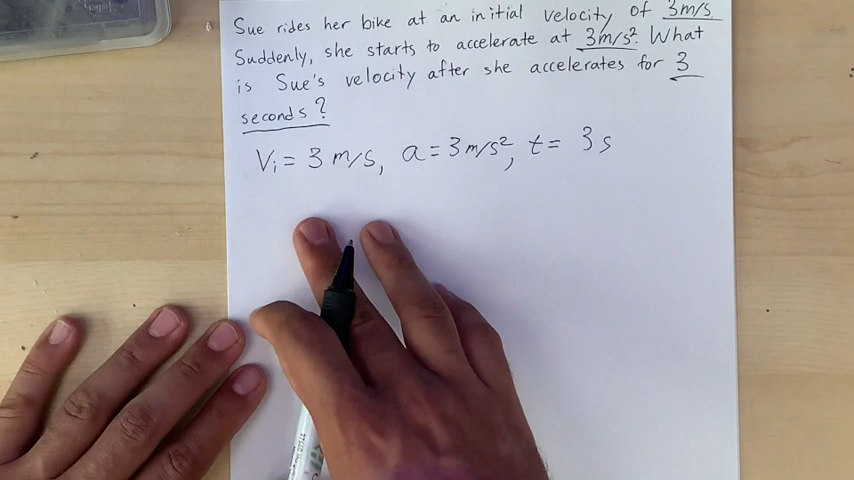 Sue rides her bike at an initial velocity of 3m/s
Suddenly, she starts to accelerate at 3m/s². What
is Sue's velocity after she accelerates for 3
seconds?
Vi = 3 m/s, a = 3 m/s², t = 3 s